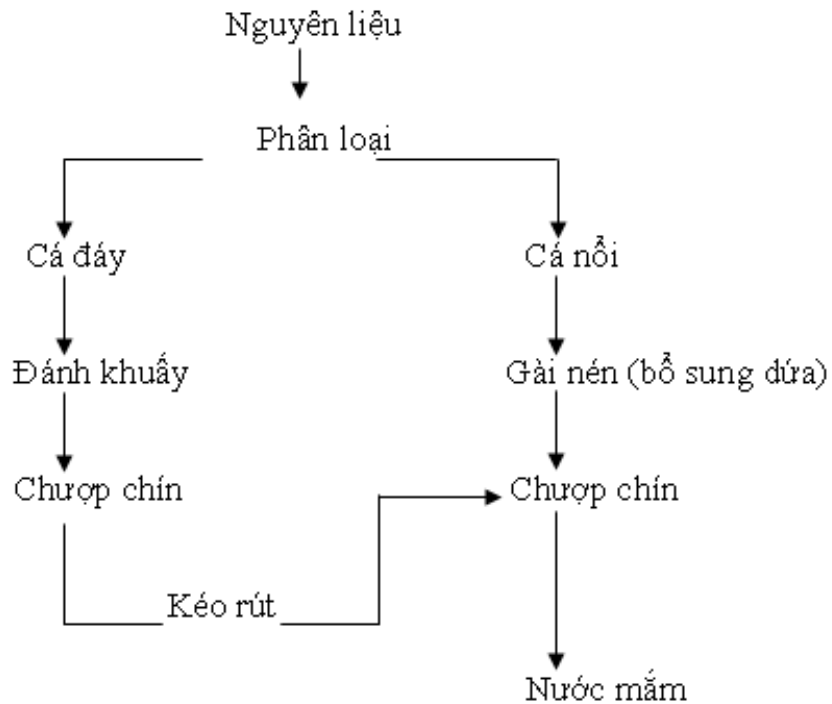 Nguyên liệu
Phân loại
Cá đáy
Cá nổi
Đánh khuấy
Gài nén (bổ sung dứa)
Chượp chín
Chượp chín
Kéo rút
Nước mắm